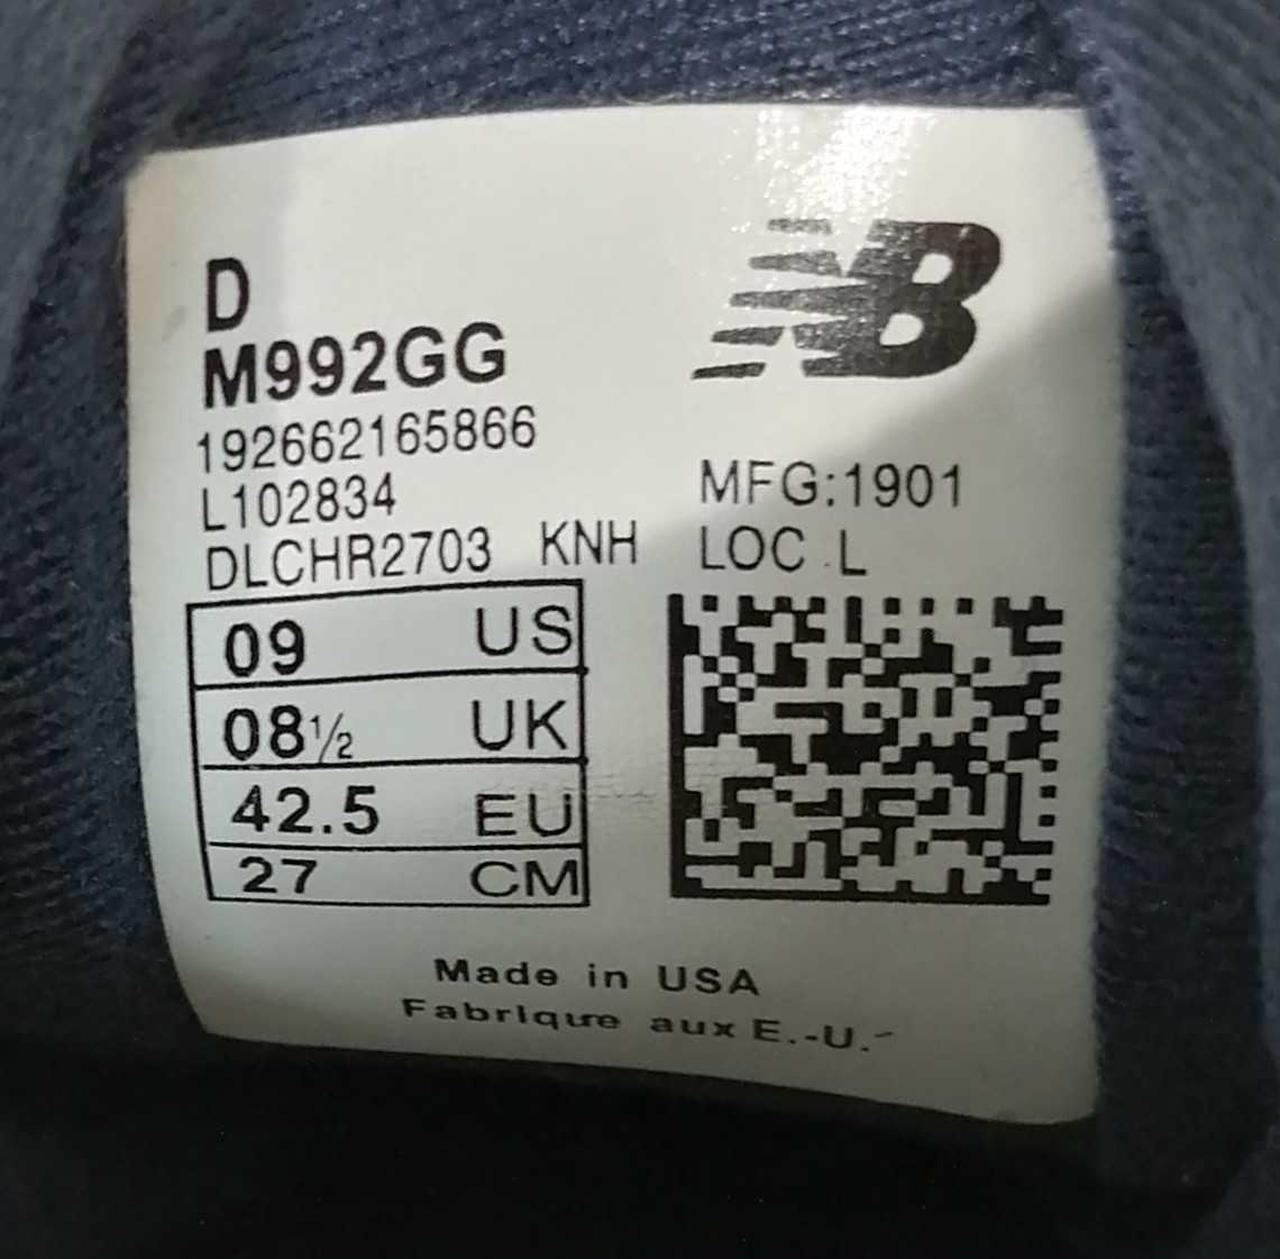 D
M992GG
192662165866
L102834
DLCHR2703 KNH
NB
MFG:1901
LOC L
09 US
08½ UK
42.5 EU
27 CM
Made in USA
Fabrique aux E.-U.